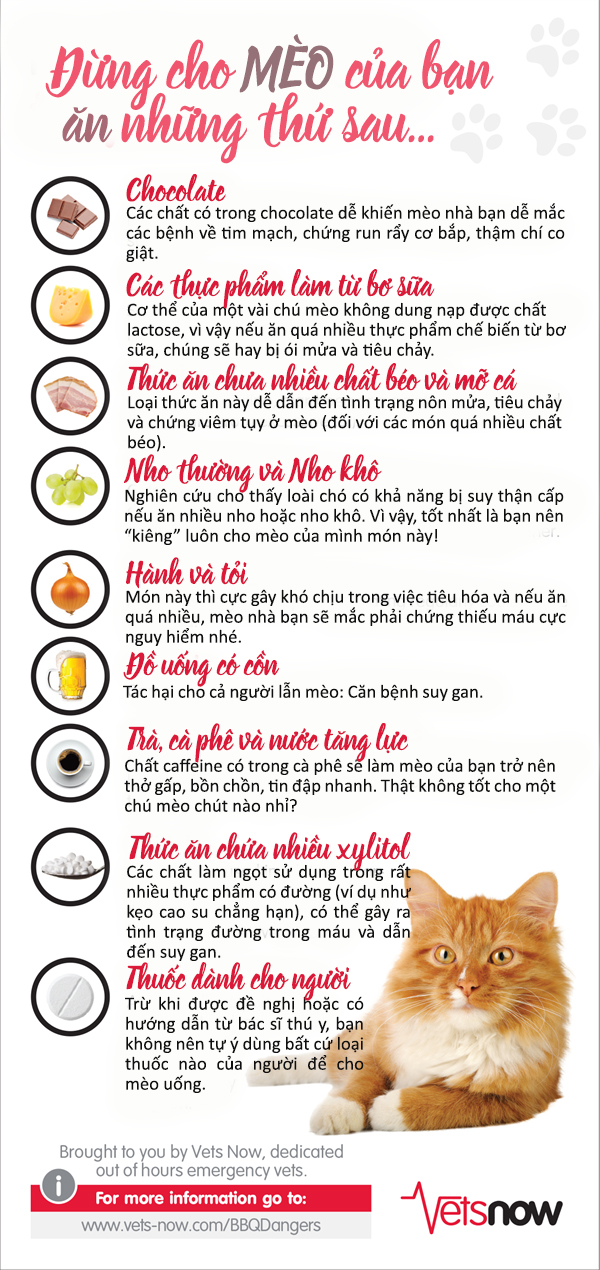 Đừng cho MÈO của bạn
ăn những thứ sau...
Chocolate
Các chất có trong chocolate dễ khiến mèo nhà bạn dễ mắc
các bệnh về tim mạch, chứng run rẩy cơ bắp, thậm chí co
giật.
Các thực phẩm làm từ bơ sữa
Cơ thể của một vài chú mèo không dung nạp được chất
lactose, vì vậy nếu ăn quá nhiều thực phẩm chế biến từ bơ
sữa, chúng sẽ hay bị ói mửa và tiêu chảy.
Thức ăn chưa nhiều chất béo và mỡ cá
Loại thức ăn này dễ dẫn đến tình trạng nôn mửa, tiêu chảy
và chứng viêm tụy ở mèo (đối với các món quá nhiều chất
béo).
Nho thường và Nho khô
Nghiên cứu cho thấy loài chó có khả năng bị suy thận cấp
nếu ăn nhiều nho hoặc nho khô. Vì vậy, tốt nhất là bạn nên
“kiêng” luôn cho mèo của mình món này!
Hành và tỏi
Món này thì cực gây khó chịu trong việc tiêu hóa và nếu ăn
quá nhiều, mèo nhà bạn sẽ mắc phải chứng thiếu máu cực
nguy hiểm nhé.
Đồ uống có cồn
Tác hại cho cả người lẫn mèo: Căn bệnh suy gan.
Trà, cà phê và nước tăng lực
Chất caffeine có trong cà phê sẽ làm mèo của bạn trở nên
thở gấp, bồn chồn, tin đập nhanh. Thật không tốt cho một
chú mèo chút nào nhỉ?
Thức ăn chứa nhiều xylitol
Các chất làm ngọt sử dụng trong rất
nhiều thực phẩm có đường (ví dụ như
kẹo cao su chẳng hạn), có thể gây ra
tình trạng đường trong máu và dẫn
đến suy gan.
Thuốc dành cho người
Trừ khi được đề nghị hoặc có
hướng dẫn từ bác sĩ thú y, bạn
không nên tự ý dùng bất cứ loại
thuốc nào của người để cho
mèo uống.
Brought to you by Vets Now, dedicated
out of hours emergency vets.
i
For more information go to:
www.vets-now.com/BBQDangers
Vetsnow